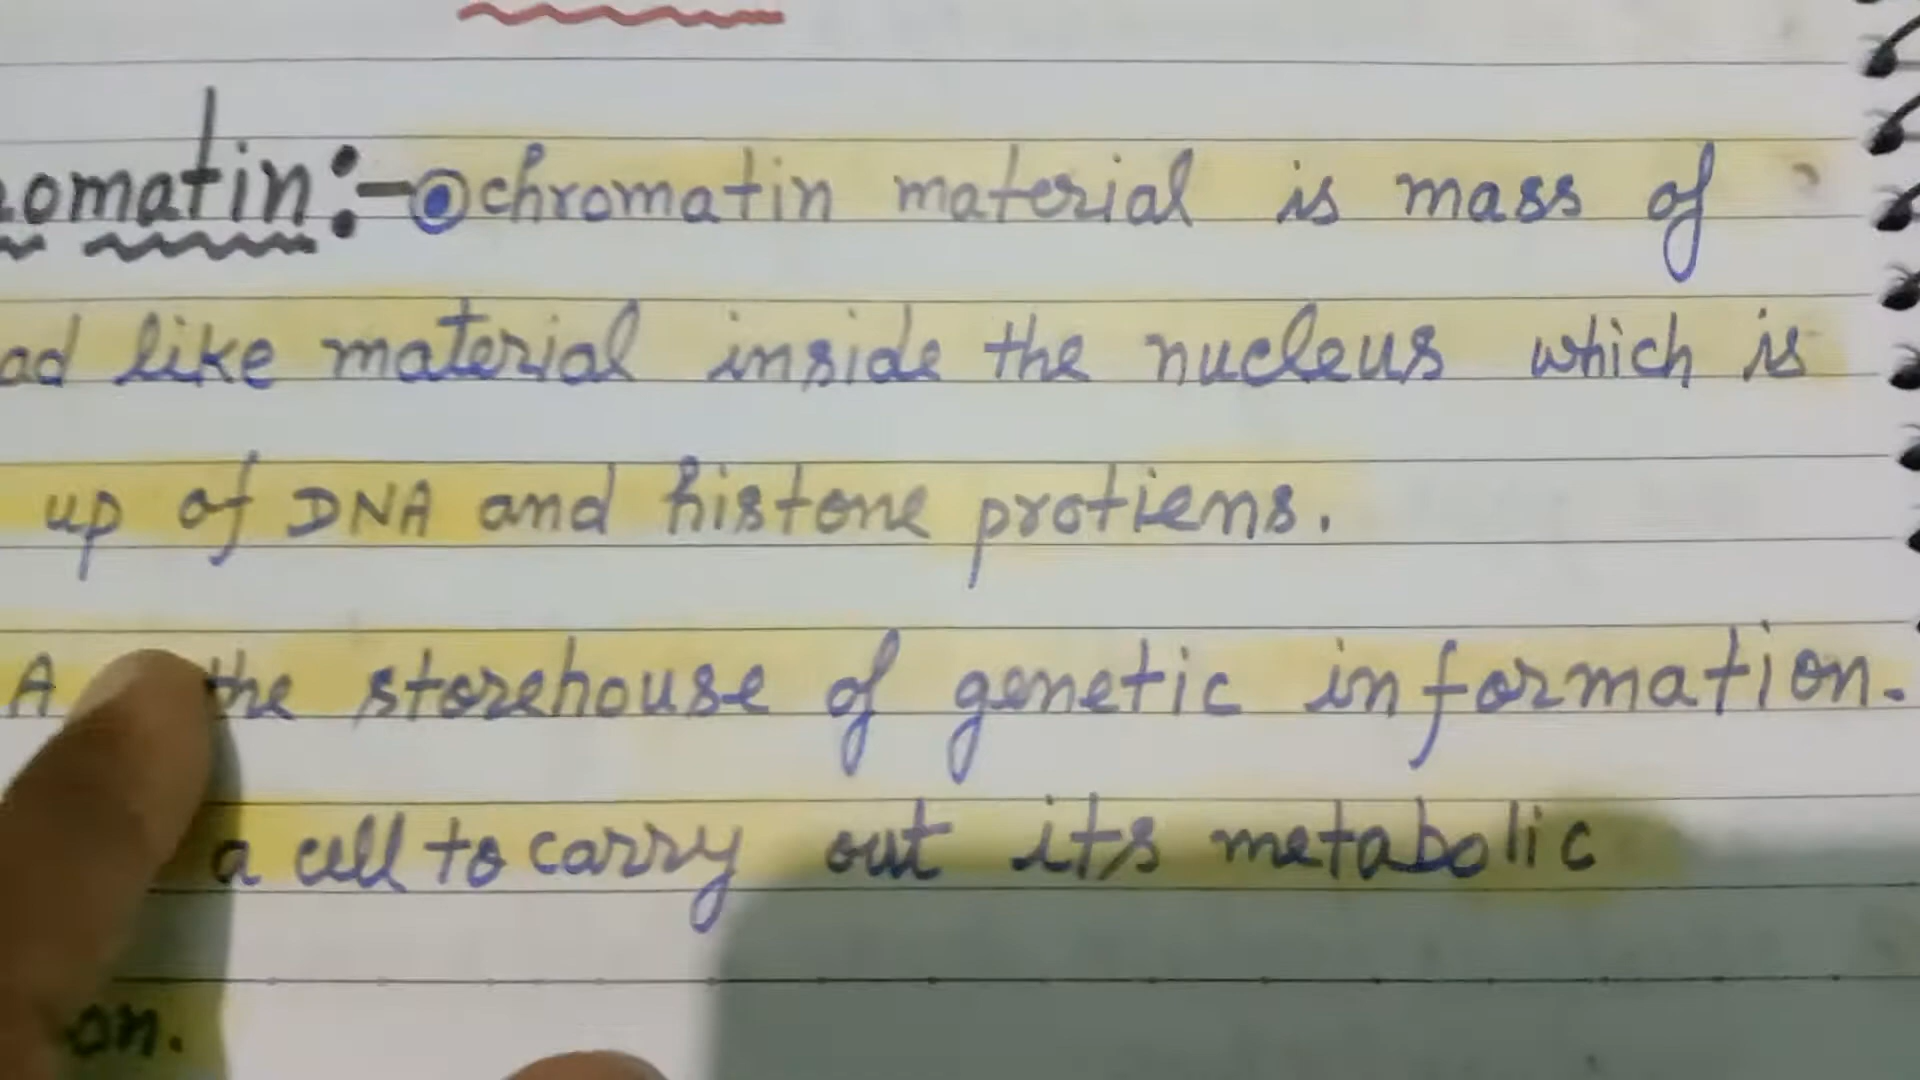 omatin:- chromatin material is mass of
ad like material inside the nucleus which is
up of DNA and histone protiens.
A the storehouse of genetic information.
a cell to carry out its metabolic
on.